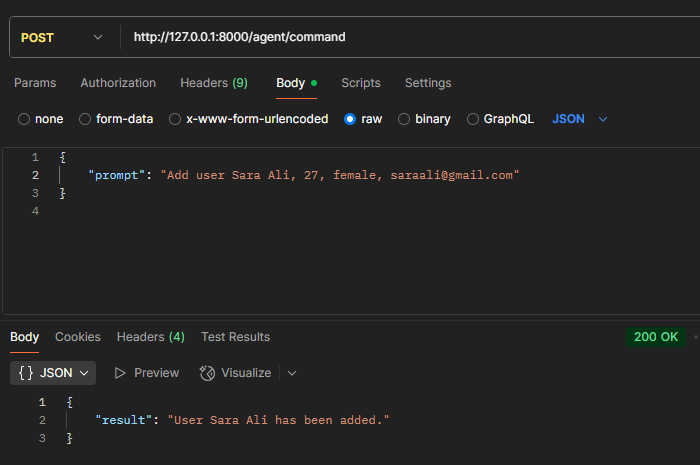 POST http://127.0.0.1:8000/agent/command
Params Authorization Headers (9) Body Scripts Settings
none form-data x-www-form-urlencoded raw binary GraphQL JSON
1 {
2 "prompt": "Add user Sara Ali, 27, female, saraali@gmail.com"
3 }
4
Body Cookies Headers (4) Test Results 200 OK
{} JSON Preview Visualize
1 {
2 "result": "User Sara Ali has been added."
3 }